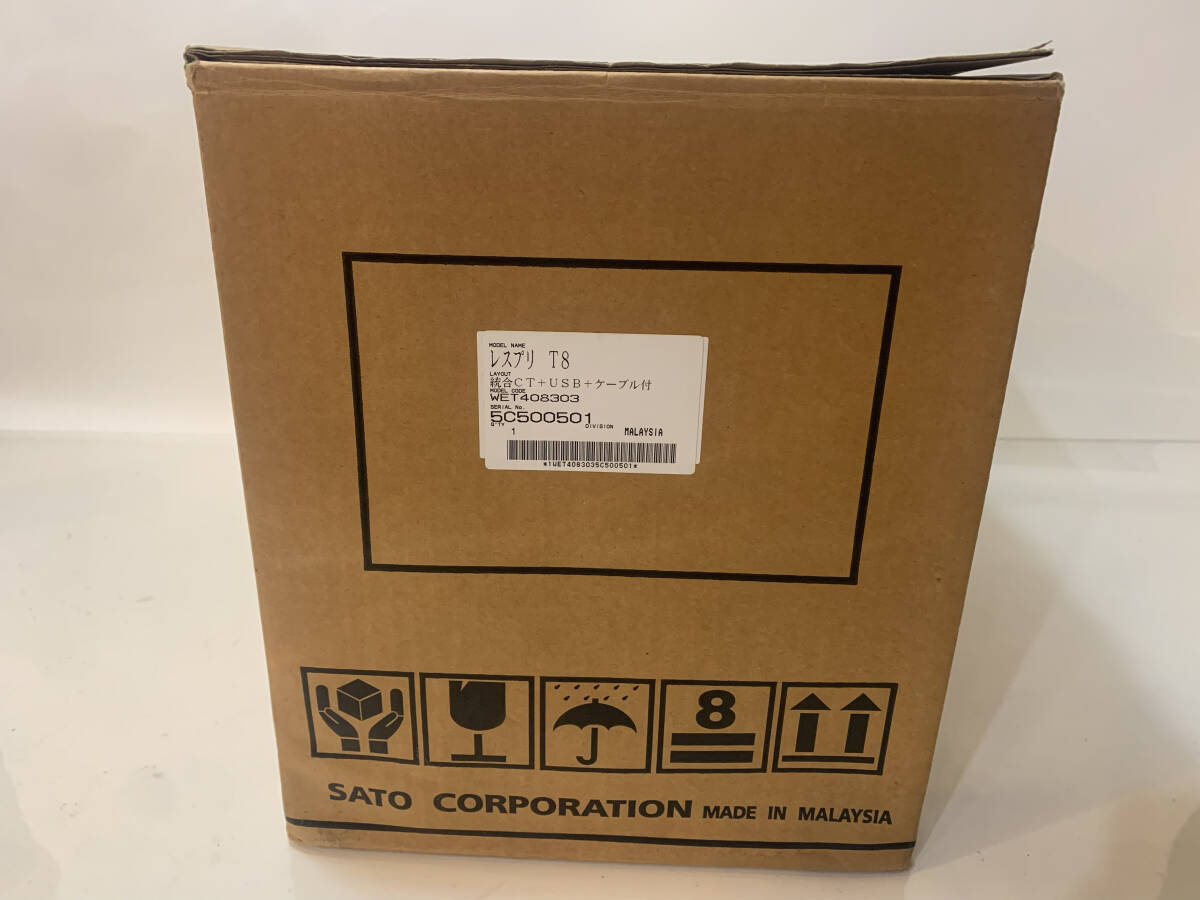 MODEL NAME
レスプリ T8
LAYOUT
統合CT+USB+ケーブル付
MODEL CODE
WET408303
SERIAL No.
5C500501
Q'TY 1 DIVISION MALAYSIA
*1WET4083035C500501*
8
SATO CORPORATION MADE IN MALAYSIA